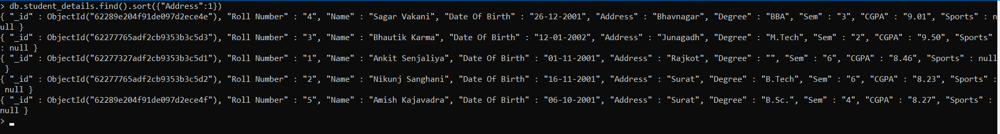 > db.student_details.find().sort({"Address":1})
{ "_id" : ObjectId("62289e204f91de097d2ece4e"), "Roll Number" : "4", "Name" : "Sagar Vakani", "Date Of Birth" : "26-12-2001", "Address" : "Bhavnagar", "Degree" : "BBA", "Sem" : "3", "CGPA" : "9.01", "Sports" : n
ull }
{ "_id" : ObjectId("62277765adf2cb9353b3c5d3"), "Roll Number" : "3", "Name" : "Bhautik Karma", "Date Of Birth" : "12-01-2002", "Address" : "Junagadh", "Degree" : "M.Tech", "Sem" : "2", "CGPA" : "9.50", "Sports"
: null }
{ "_id" : ObjectId("62277327adf2cb9353b3c5d1"), "Roll Number" : "1", "Name" : "Ankit Senjaliya", "Date Of Birth" : "01-11-2001", "Address" : "Rajkot", "Degree" : "", "Sem" : "6", "CGPA" : "8.46", "Sports" : null
 }
{ "_id" : ObjectId("62277765adf2cb9353b3c5d2"), "Roll Number" : "2", "Name" : "Nikunj Sanghani", "Date Of Birth" : "16-11-2001", "Address" : "Surat", "Degree" : "B.Tech", "Sem" : "6", "CGPA" : "8.23", "Sports" :
 null }
{ "_id" : ObjectId("62289e204f91de097d2ece4f"), "Roll Number" : "5", "Name" : "Amish Kajavadra", "Date Of Birth" : "06-10-2001", "Address" : "Surat", "Degree" : "B.Sc.", "Sem" : "4", "CGPA" : "8.27", "Sports" :
null }
>